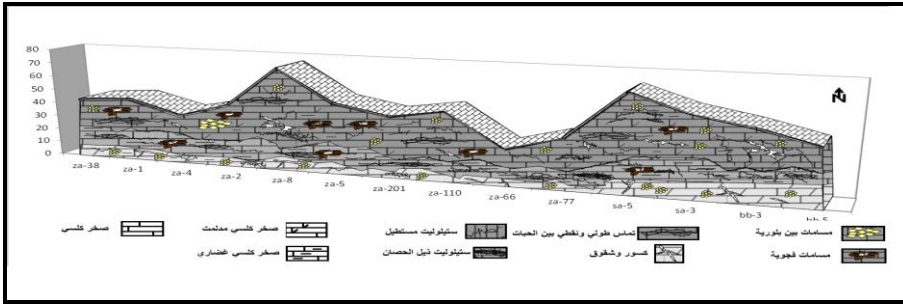 80
70
60
50
40
30
20
10
0
N
za-38 za-1 za-4 za-2 za-8 za-5 za-201 za-110 za-66 za-77 sa-5 sa-3 bb-3 bb-5
صخر كلسي صخر كلسي مدلمت ستيلوليت مستطيل تماس طولي ونقطي بين الحبات مسامات بين بلورية
صخر كلسي غضاري ستيلوليت ذيل الحصان كسور وشقوق مسامات فجوية